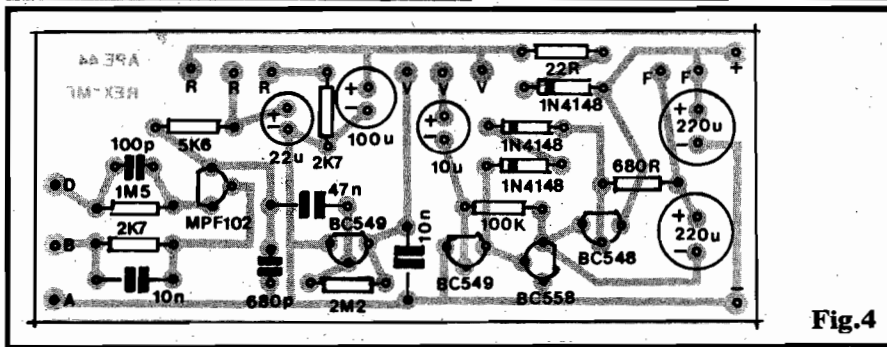 APE 44
REX-MF
R R R V V V F F +
22R
1N4148
5K6
+ - 22u
2K7
+ - 100u
+ - 10u
1N4148
1N4148
680R
+ 220u -
100p
D
1M5
MPF102
47n
BC549
10n
100K
BC549
BC558
BC548
+ 220u -
B
2K7
10n
A
680p
2M2
-
Fig.4